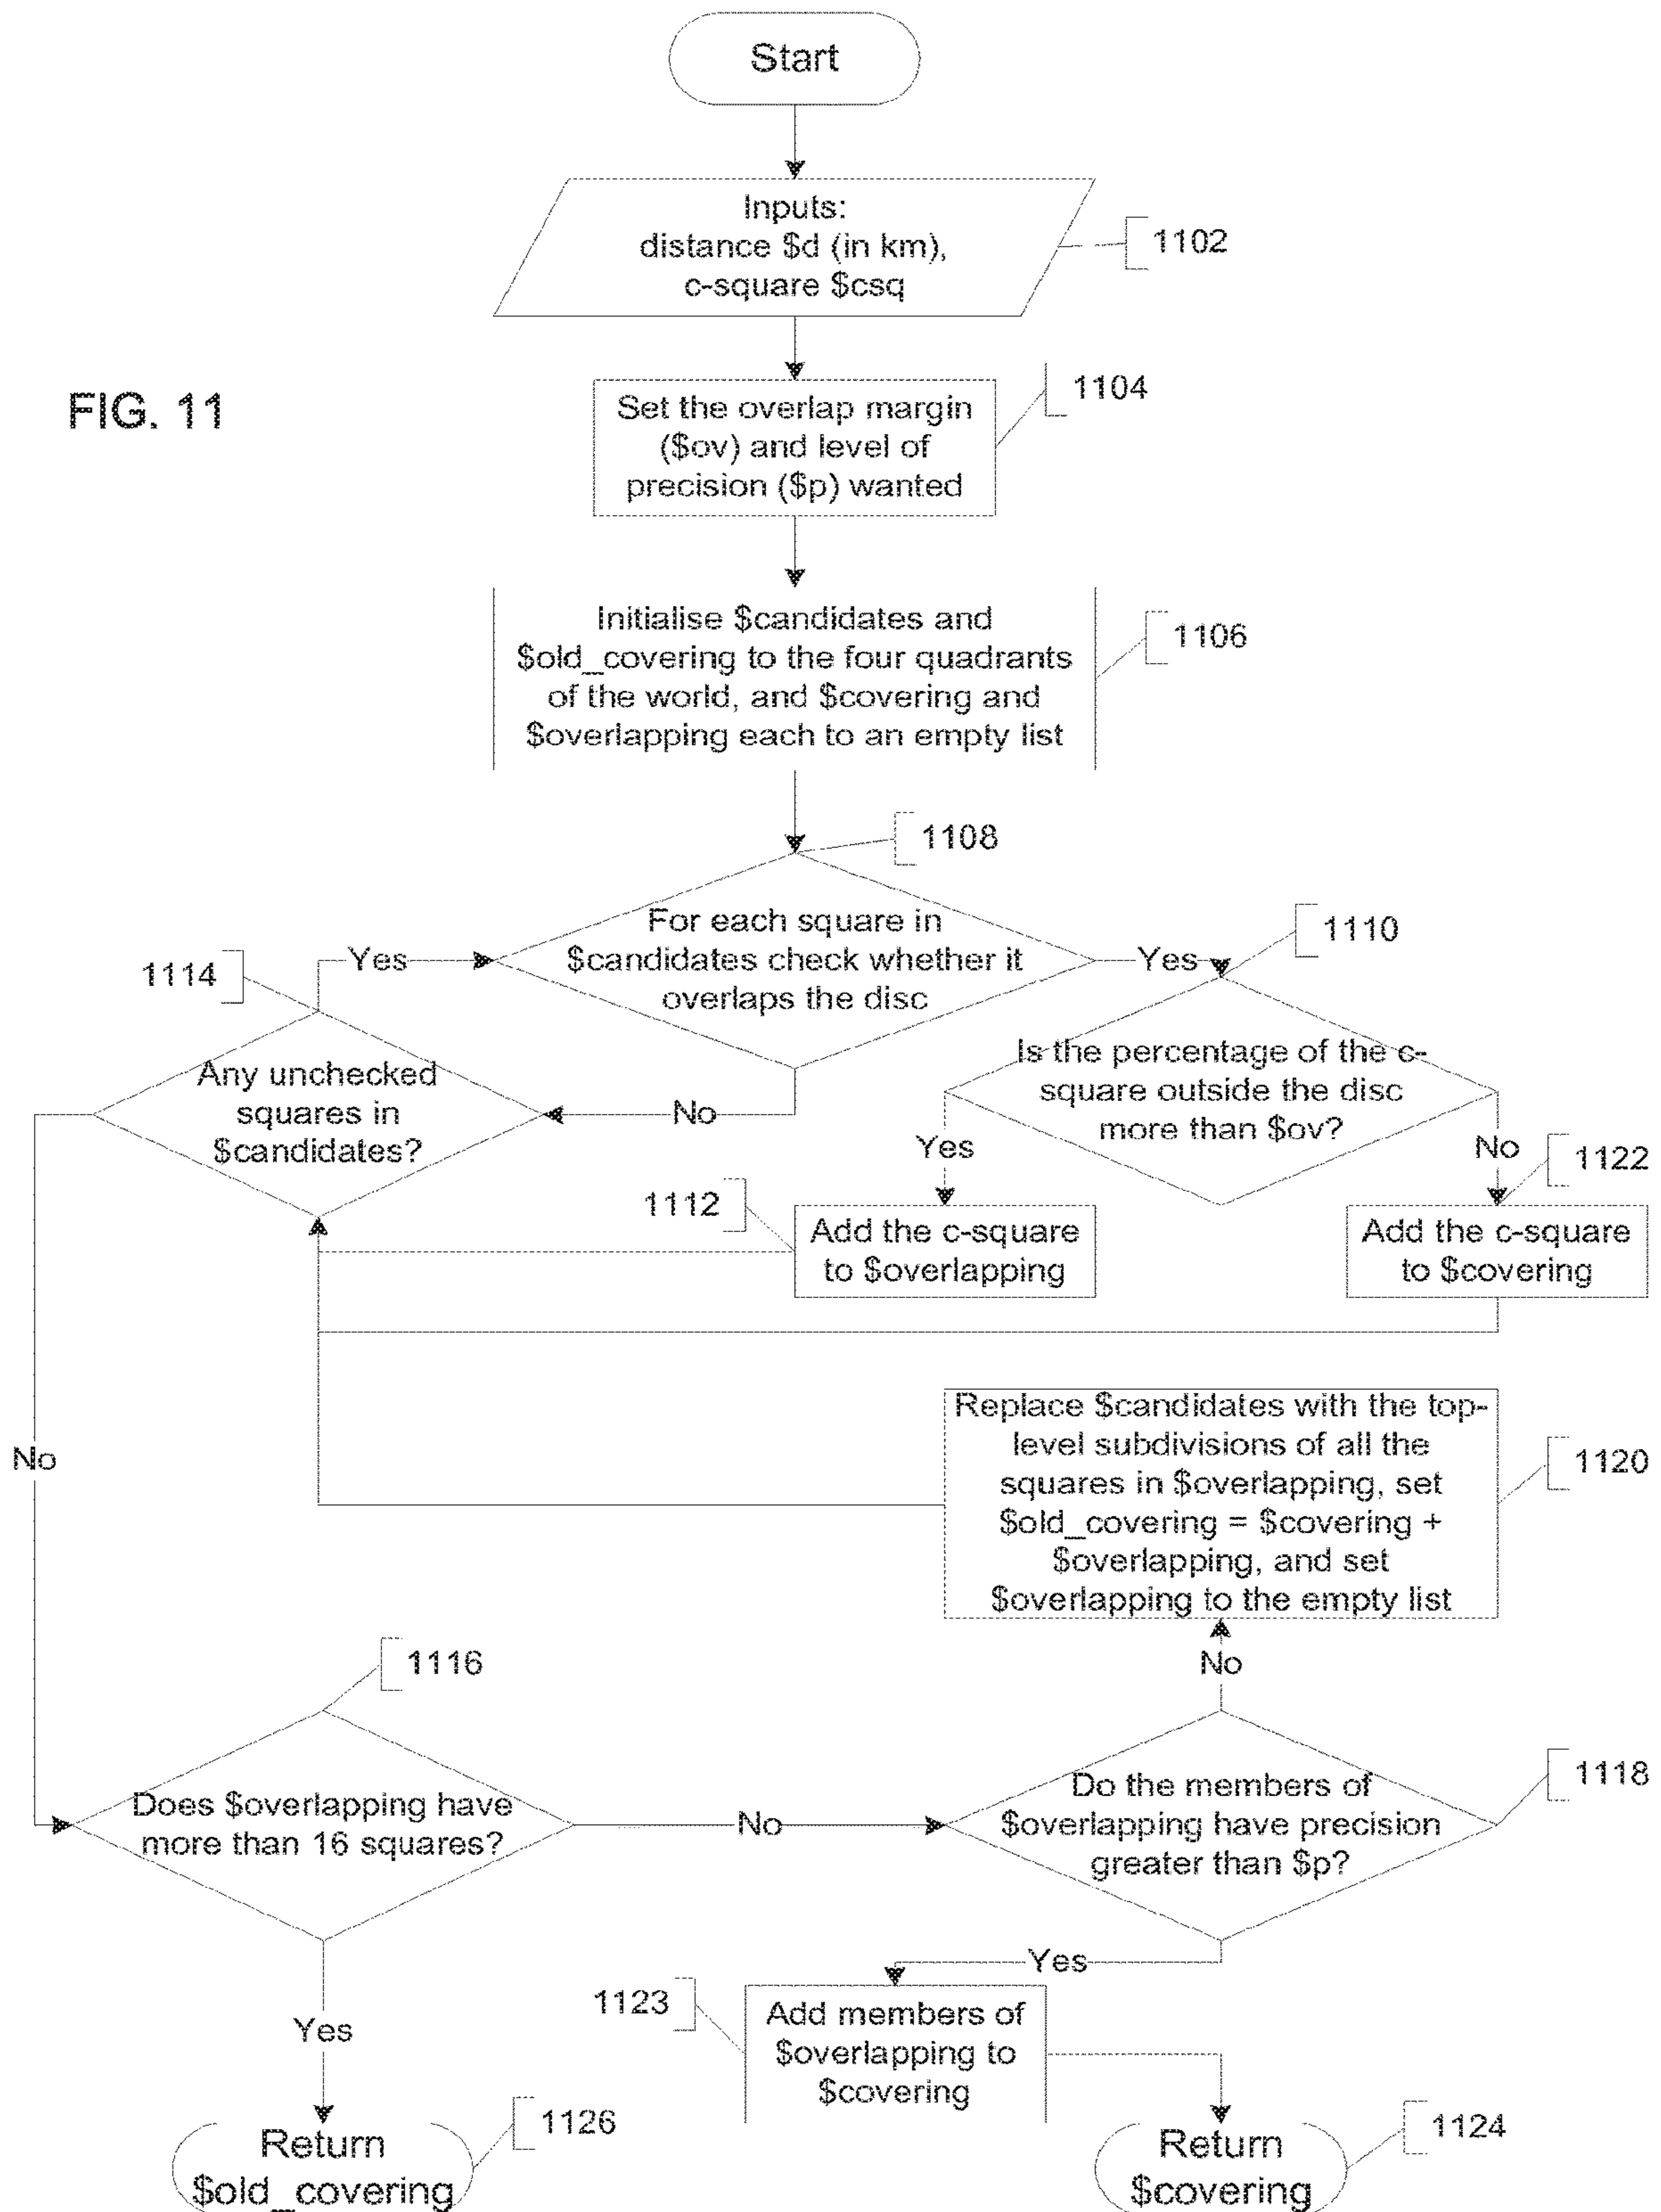 Start
Inputs:
distance $d (in km),
c-square $csq
1102
FIG. 11
Set the overlap margin
($ov) and level of
precision ($p) wanted
1104
Initialise $candidates and
$old_covering to the four quadrants
of the world, and $covering and
$overlapping each to an empty list
1106
1108
For each square in
$candidates check whether it
overlaps the disc
Yes
Yes
1110
1114
Any unchecked
squares in
$candidates?
No
Is the percentage of the c-
square outside the disc
more than $ov?
Yes
No
1122
1112
Add the c-square
to $overlapping
Add the c-square
to $covering
No
Replace $candidates with the top-
level subdivisions of all the
squares in $overlapping, set
$old_covering = $covering +
$overlapping, and set
$overlapping to the empty list
1120
1116
No
Does $overlapping have
more than 16 squares?
No
Do the members of
$overlapping have precision
greater than $p?
1118
Yes
Yes
1123
Add members of
$overlapping to
$covering
Return
$old_covering
1126
Return
$covering
1124